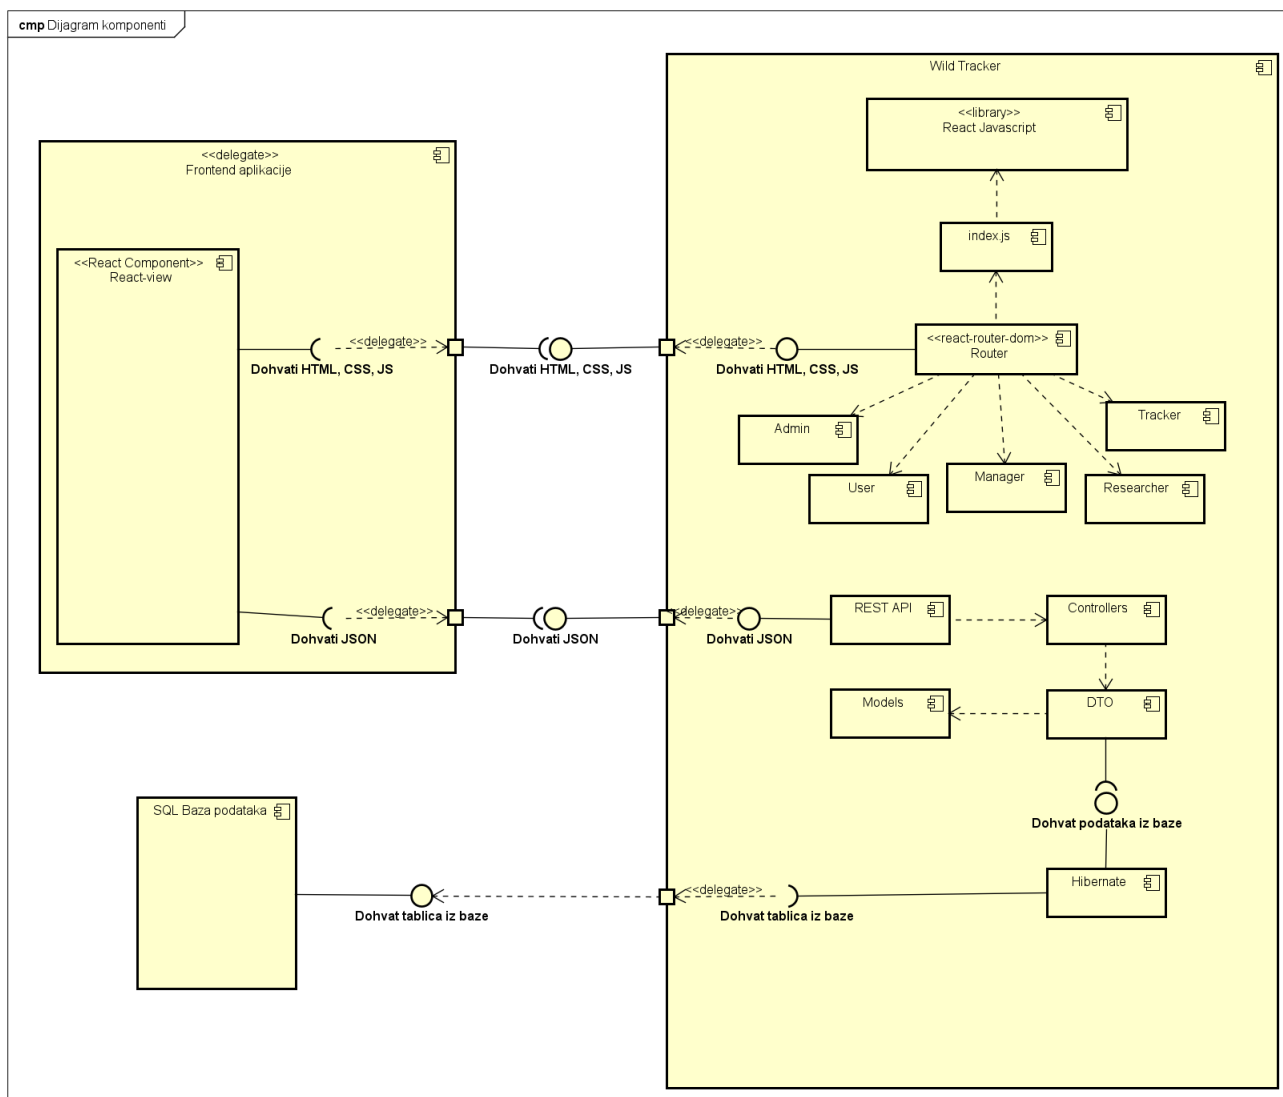 cmp Dijagram komponenti
Wild Tracker
<<library>>
React Javascript
<<delegate>>
Frontend aplikacije
index.js
<<React Component>>
React-view
<<react-router-dom>>
Router
<<delegate>>
Dohvati HTML, CSS, JS
Dohvati HTML, CSS, JS
<<delegate>>
Dohvati HTML, CSS, JS
Admin
Tracker
User
Manager
Researcher
<<delegate>>
Dohvati JSON
Dohvati JSON
<<delegate>>
Dohvati JSON
REST API
Controllers
Models
DTO
SQL Baza podataka
Dohvat podataka iz baze
Hibernate
Dohvat tablica iz baze
<<delegate>>
Dohvat tablica iz baze